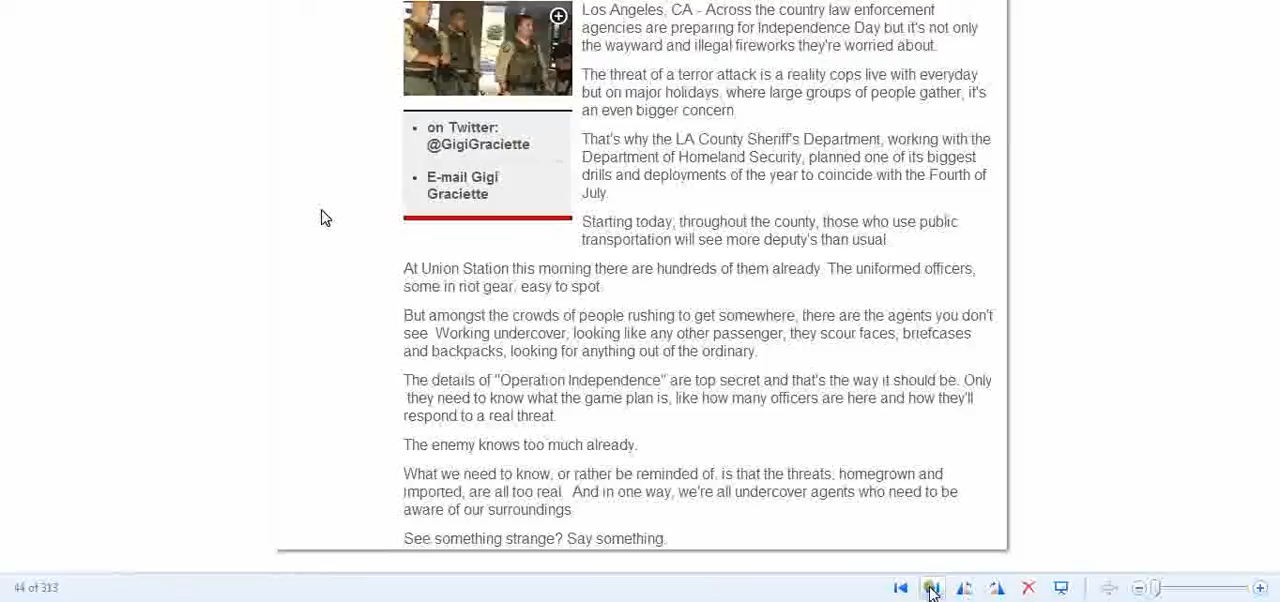 Los Angeles, CA - Across the country law enforcement
agencies are preparing for Independence Day but it's not only
the wayward and illegal fireworks they're worried about.
The threat of a terror attack is a reality cops live with everyday
but on major holidays, where large groups of people gather, it's
an even bigger concern.
That's why the LA County Sheriff's Department, working with the
Department of Homeland Security, planned one of its biggest
drills and deployments of the year to coincide with the Fourth of
July.
Starting today, throughout the county, those who use public
transportation will see more deputy's than usual.
• on Twitter:
@GigiGraciette
• E-mail Gigi
Graciette
At Union Station this morning there are hundreds of them already. The uniformed officers,
some in riot gear, easy to spot.
But amongst the crowds of people rushing to get somewhere, there are the agents you don't
see. Working undercover, looking like any other passenger, they scour faces, briefcases
and backpacks, looking for anything out of the ordinary.
The details of "Operation Independence" are top secret and that's the way it should be. Only
they need to know what the game plan is, like how many officers are here and how they'll
respond to a real threat.
The enemy knows too much already.
What we need to know, or rather be reminded of, is that the threats, homegrown and
imported, are all too real. And in one way, we're all undercover agents who need to be
aware of our surroundings.
See something strange? Say something.
44 of 313